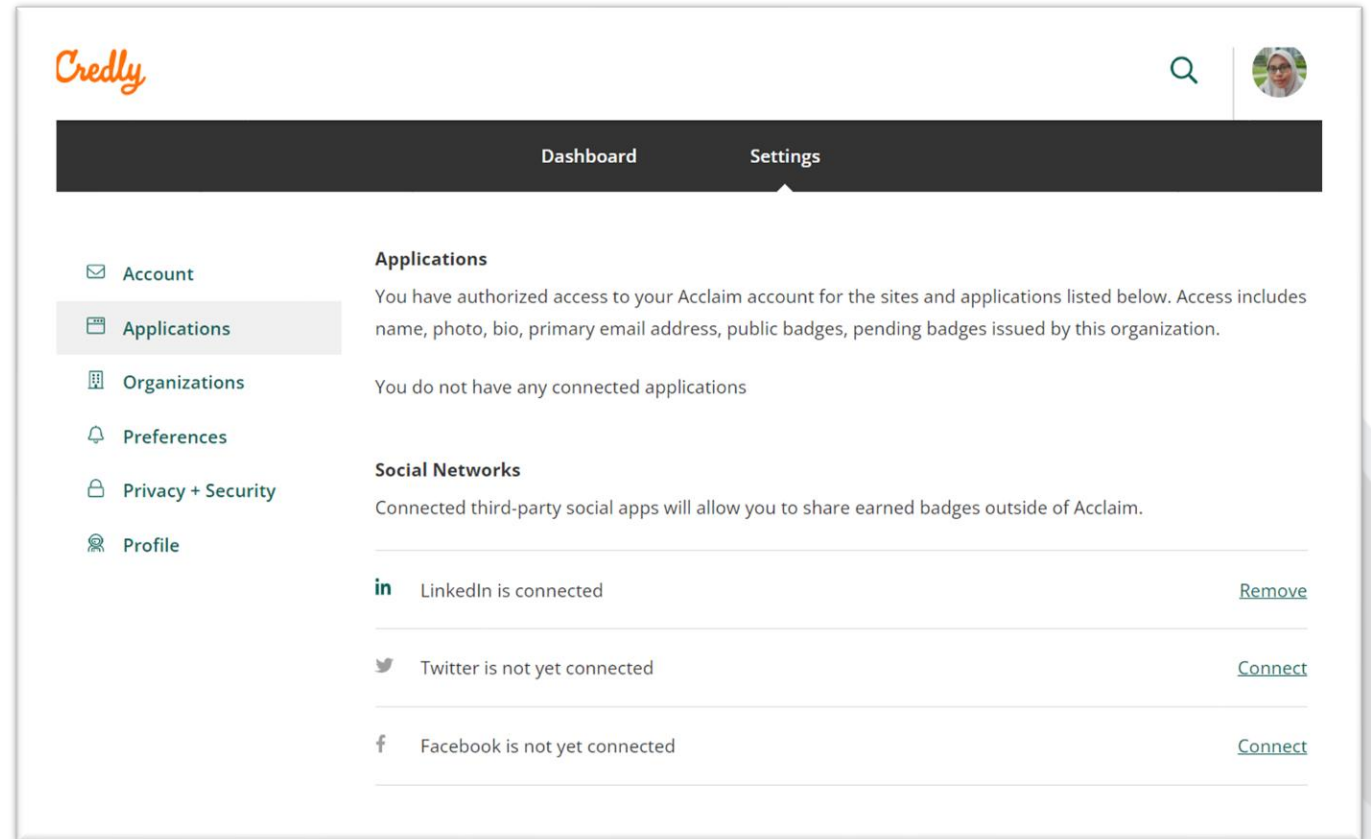 Credly
Dashboard Settings
Account
Applications
Organizations
Preferences
Privacy + Security
Profile
Applications
You have authorized access to your Acclaim account for the sites and applications listed below. Access includes
name, photo, bio, primary email address, public badges, pending badges issued by this organization.
You do not have any connected applications
Social Networks
Connected third-party social apps will allow you to share earned badges outside of Acclaim.
in LinkedIn is connected Remove
Twitter is not yet connected Connect
f Facebook is not yet connected Connect